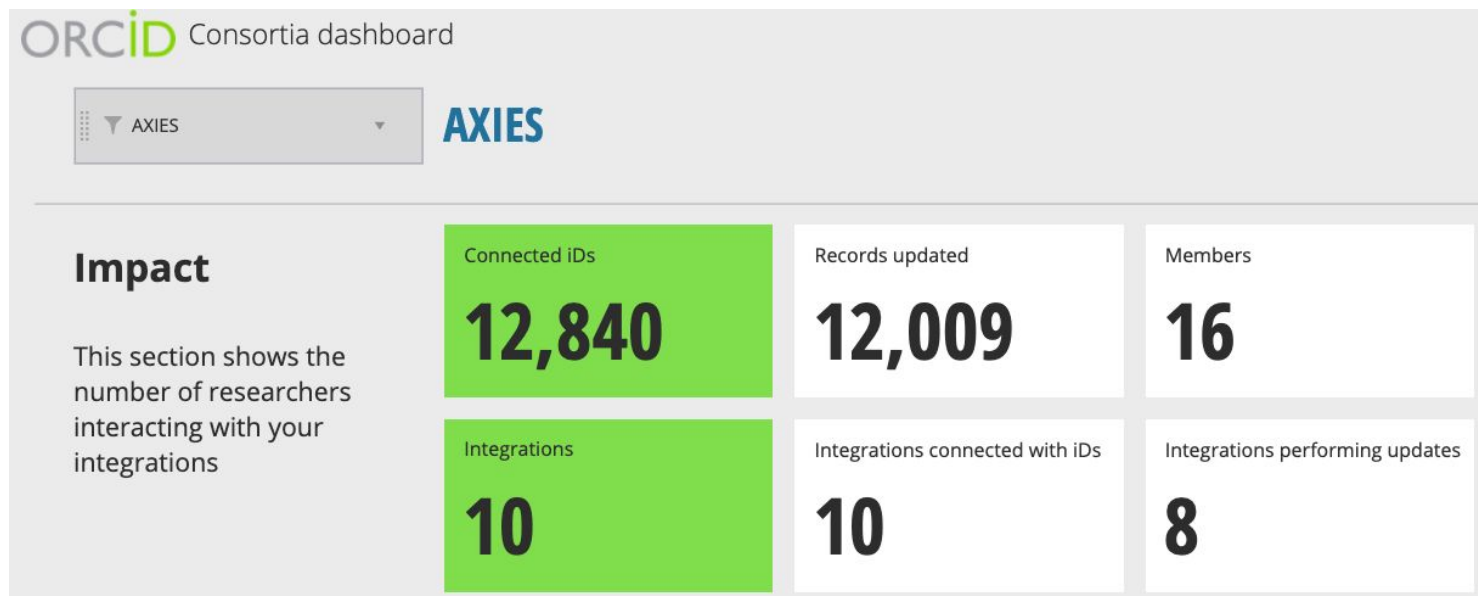 ORCID Consortia dashboard
AXIES
AXIES
Impact
This section shows the
number of researchers
interacting with your
integrations
Connected iDs
12,840
Records updated
12,009
Members
16
Integrations
10
Integrations connected with iDs
10
Integrations performing updates
8